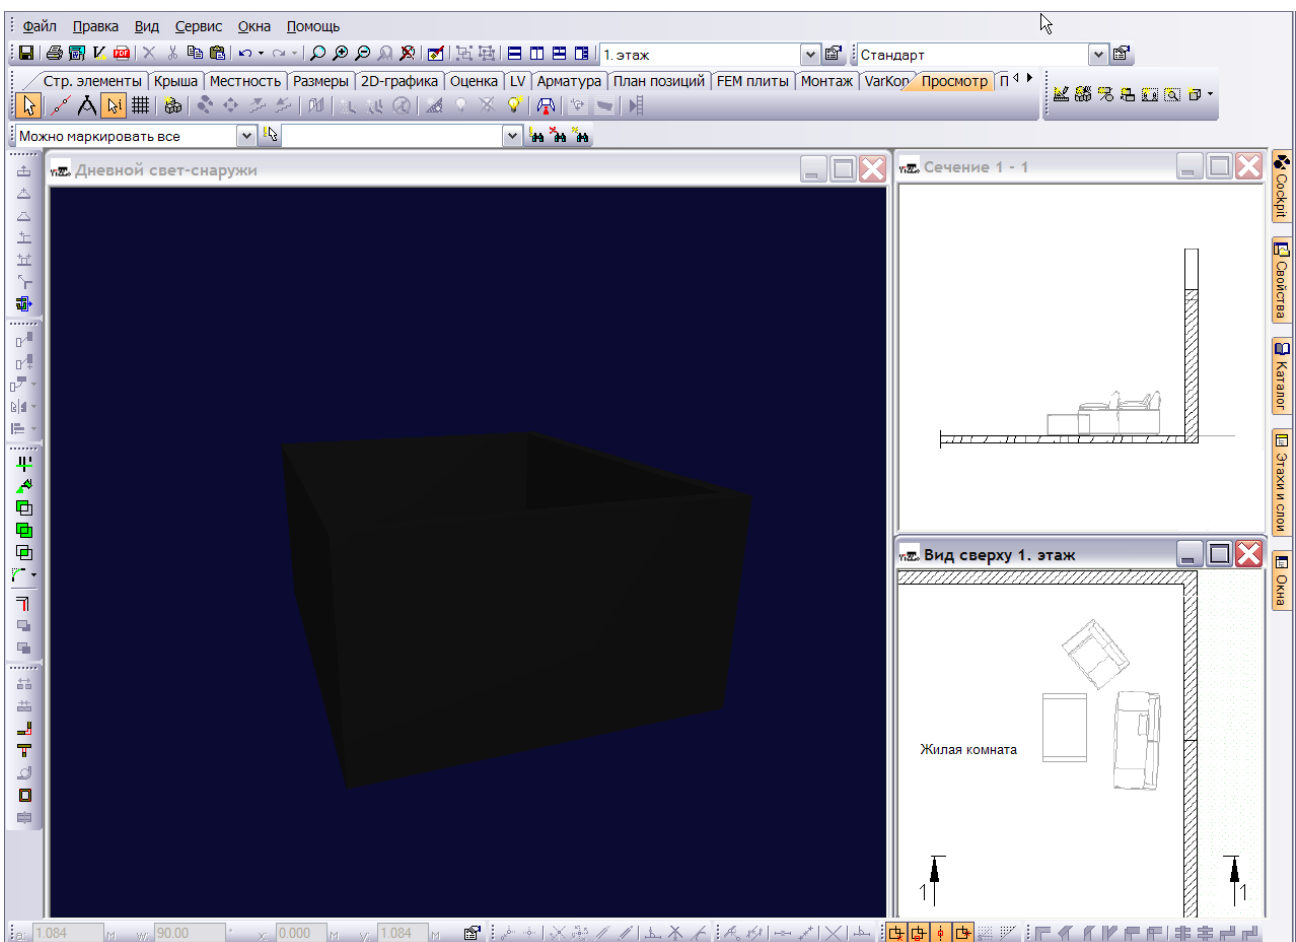 Файл Правка Вид Сервис Окна Помощь
1. этаж Стандарт
Стр. элементы Крыша Местность Размеры 2D-графика Оценка LV Арматура План позиций FEM плиты Монтаж VarKon Просмотр П
Можно маркировать все
Дневной свет-снаружи
Сечение 1 - 1
Cockpit
Свойства
Каталог
Этажи и слои
Окна
Вид сверху 1. этаж
Жилая комната
1 1
a: 1.084 м w: 90.00 ° x: 0.000 м y: 1.084 м